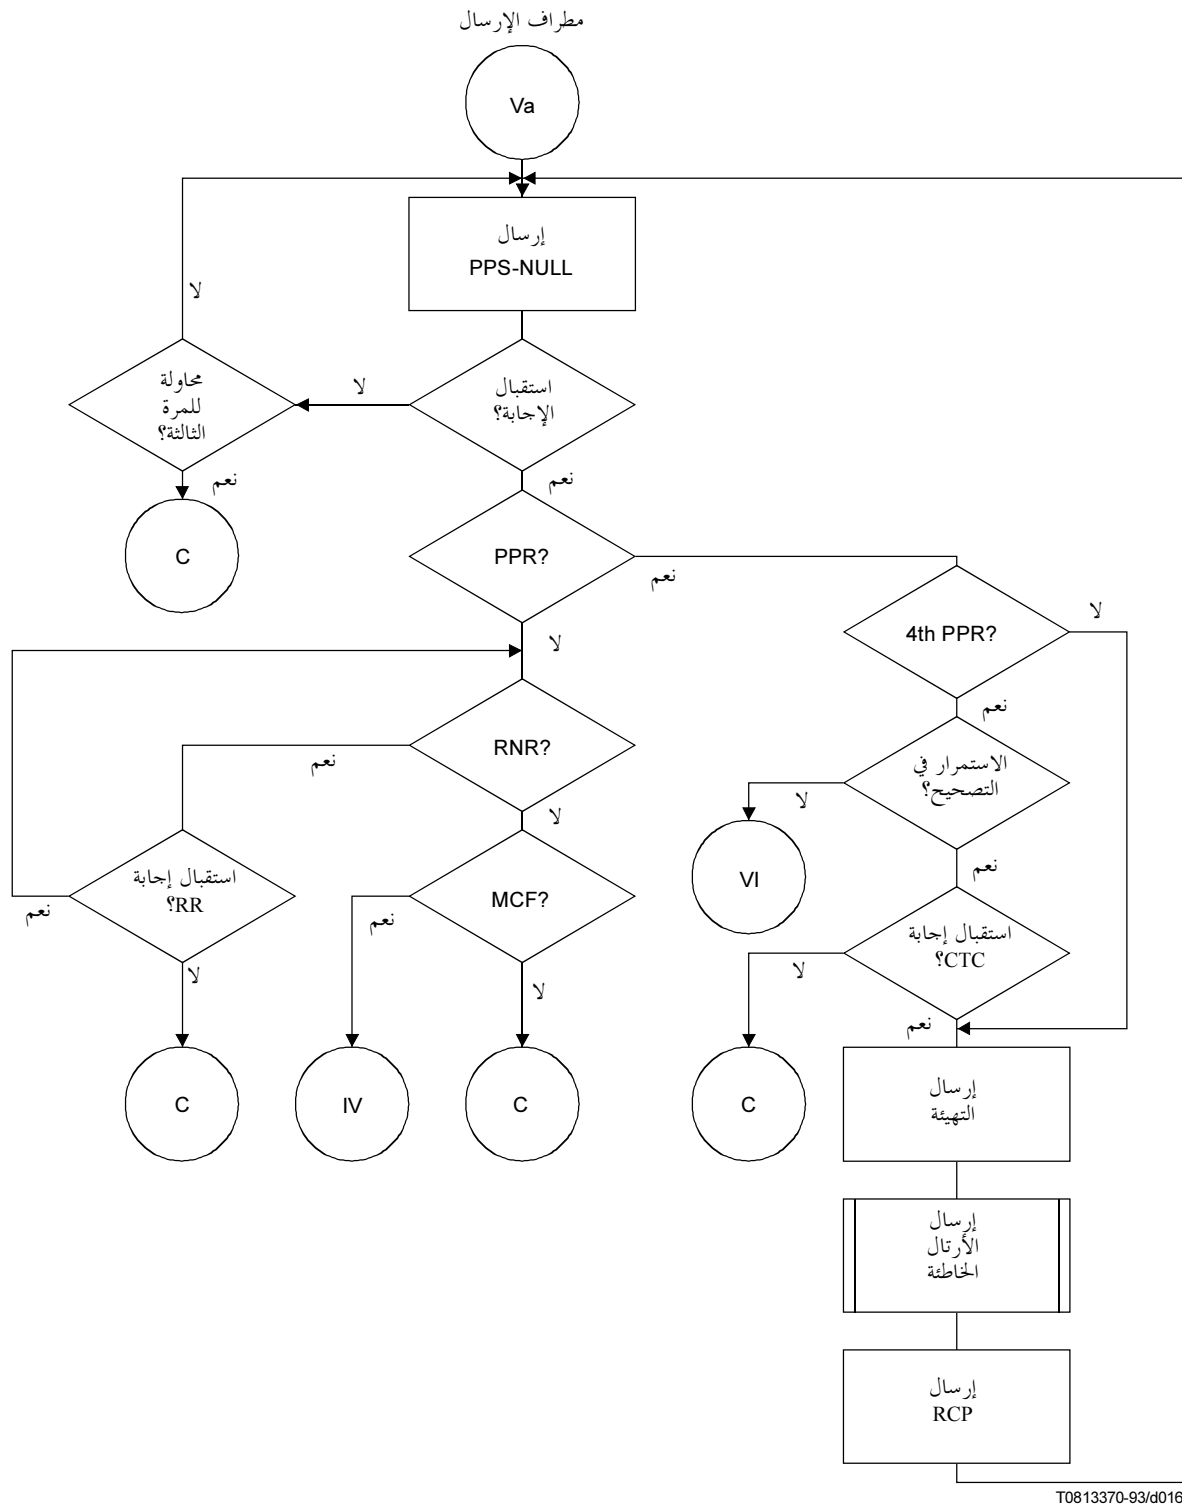 مطراف الإرسال
Va
إرسال
PPS-NULL
لا
محاولة
للمرة
الثالثة؟
لا
استقبال
الإجابة؟
نعم
نعم
C
PPR?
نعم
لا
4th PPR?
لا
نعم
RNR?
نعم
لا
الاستمرار في
التصحيح؟
لا
نعم
VI
استقبال إجابة
RR؟
نعم
لا
MCF?
نعم
لا
استقبال إجابة
CTC؟
لا
نعم
C
IV
C
C
إرسال
التهيئة
إرسال
الأرتال
الخاطئة
إرسال
RCP
T0813370-93/d016